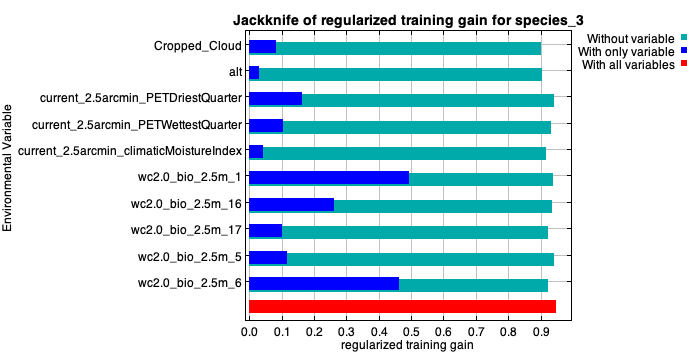 Jackknife of regularized training gain for species_3
Without variable
With only variable
With all variables
Environmental Variable
Cropped_Cloud
alt
current_2.5arcmin_PETDriestQuarter
current_2.5arcmin_PETWettestQuarter
current_2.5arcmin_climaticMoistureIndex
wc2.0_bio_2.5m_1
wc2.0_bio_2.5m_16
wc2.0_bio_2.5m_17
wc2.0_bio_2.5m_5
wc2.0_bio_2.5m_6
0.0 0.1 0.2 0.3 0.4 0.5 0.6 0.7 0.8 0.9
regularized training gain